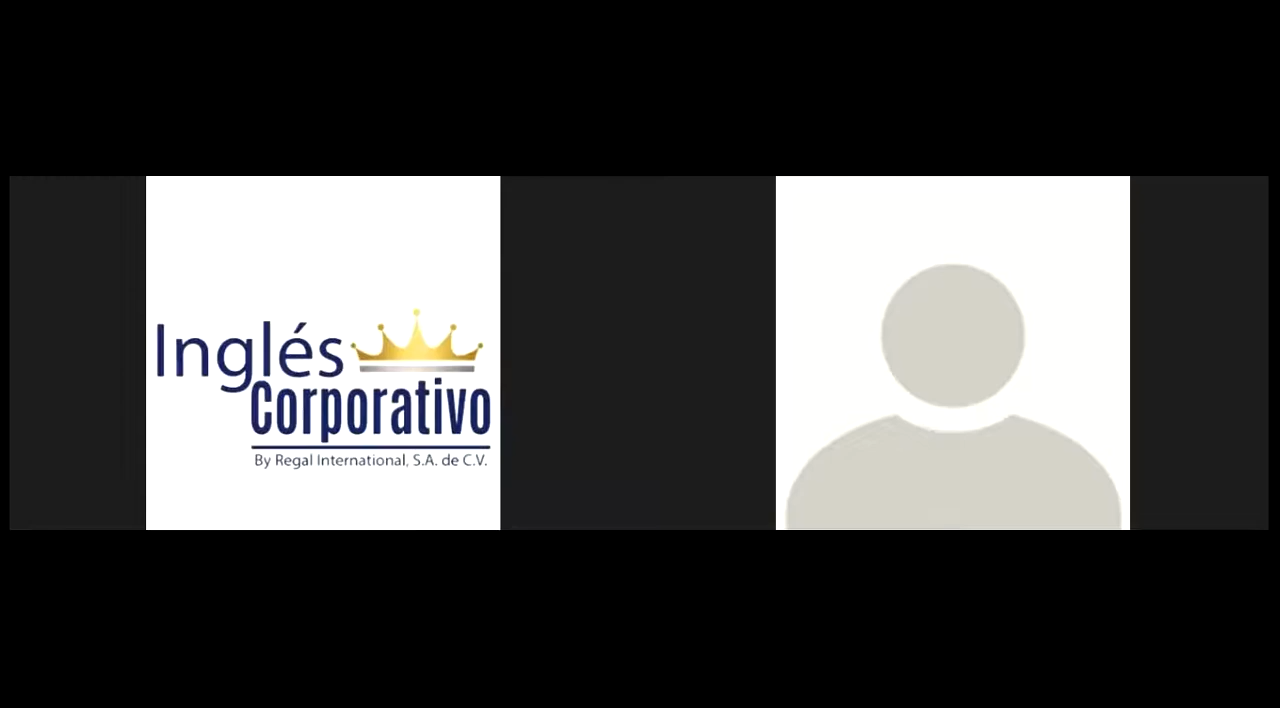 Inglés
Corporativo
By Regal International, S.A. de C.V.